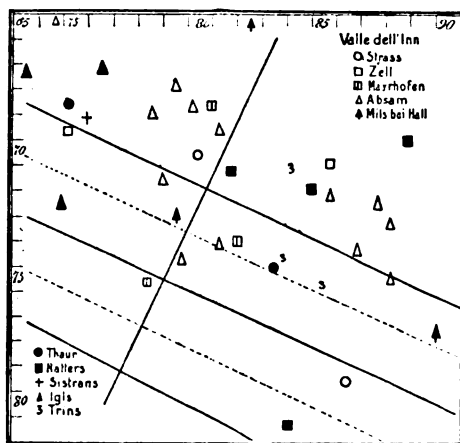 65 75 80 85 90
Valle dell'Inn
Strass
Zell
Mayrhofen
Absam
Mils bei Hall
3
70
3
75
3
Thaur
Natters
Sistrans
Igls
3 Trins
80